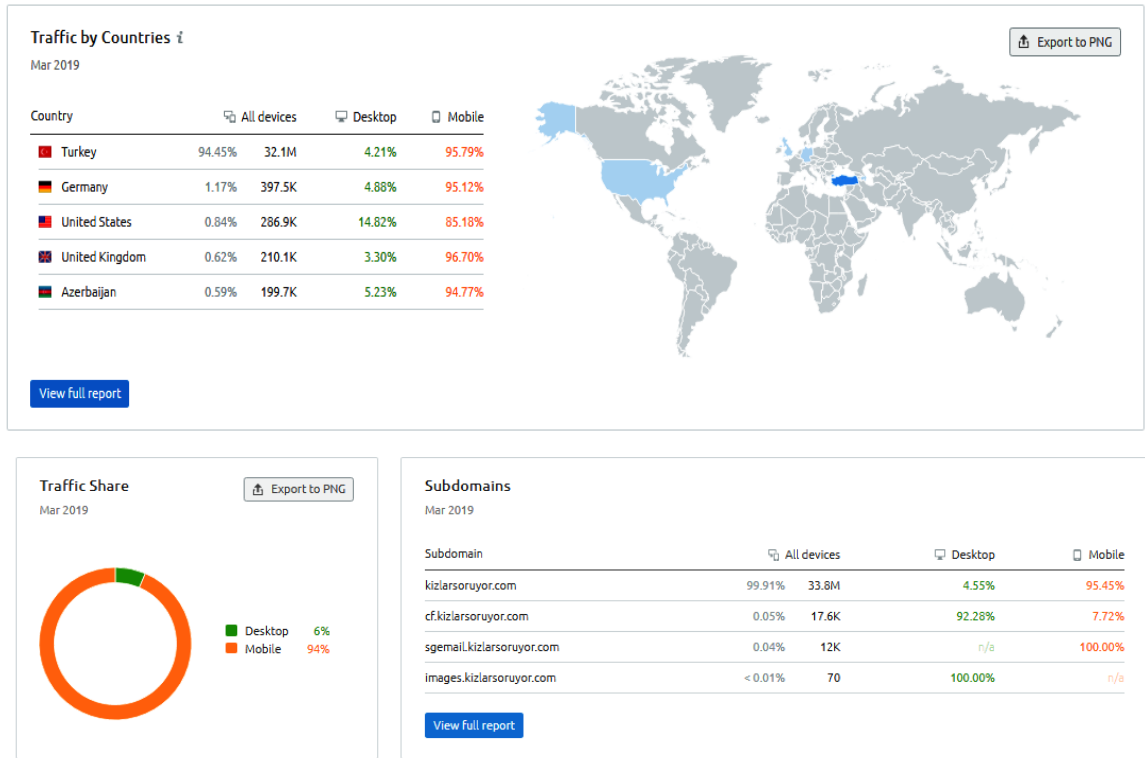 Traffic by Countries i
Export to PNG
Mar 2019
Country All devices Desktop Mobile
Turkey 94.45% 32.1M 4.21% 95.79%
Germany 1.17% 397.5K 4.88% 95.12%
United States 0.84% 286.9K 14.82% 85.18%
United Kingdom 0.62% 210.1K 3.30% 96.70%
Azerbaijan 0.59% 199.7K 5.23% 94.77%
View full report
Traffic Share
Export to PNG
Mar 2019
Desktop 6%
Mobile 94%
Subdomains
Mar 2019
Subdomain All devices Desktop Mobile
kizlarsoruyor.com 99.91% 33.8M 4.55% 95.45%
cf.kizlarsoruyor.com 0.05% 17.6K 92.28% 7.72%
sgemail.kizlarsoruyor.com 0.04% 12K n/a 100.00%
images.kizlarsoruyor.com < 0.01% 70 100.00% n/a
View full report